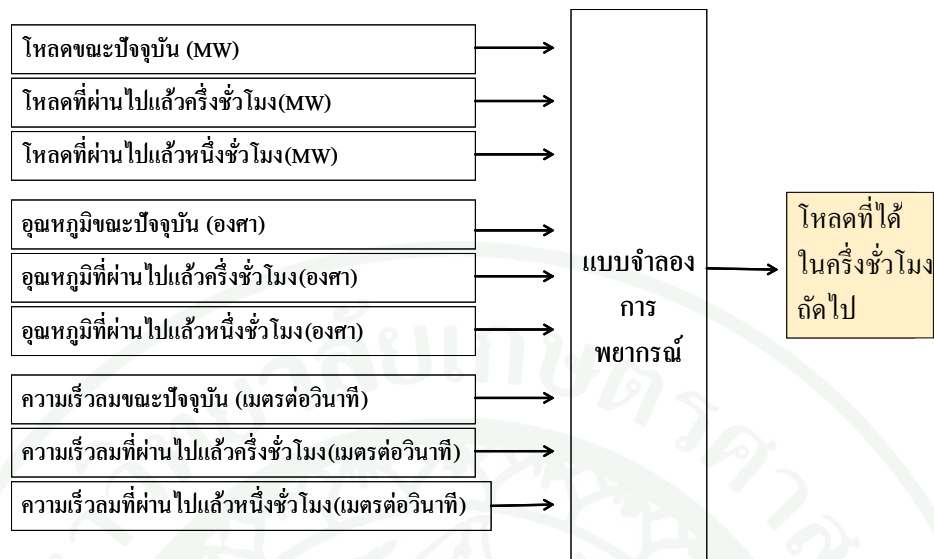 โหลดขณะปัจจุบัน (MW)
โหลดที่ผ่านไปแล้วครึ่งชั่วโมง(MW)
โหลดที่ผ่านไปแล้วหนึ่งชั่วโมง(MW)
อุณหภูมิขณะปัจจุบัน (องศา)
อุณหภูมิที่ผ่านไปแล้วครึ่งชั่วโมง(องศา)
อุณหภูมิที่ผ่านไปแล้วหนึ่งชั่วโมง(องศา)
ความเร็วลมขณะปัจจุบัน (เมตรต่อวินาที)
ความเร็วลมที่ผ่านไปแล้วครึ่งชั่วโมง(เมตรต่อวินาที)
ความเร็วลมที่ผ่านไปแล้วหนึ่งชั่วโมง(เมตรต่อวินาที)
แบบจำลอง
การ
พยากรณ์
โหลดที่ได้
ในครึ่งชั่วโมง
ถัดไป